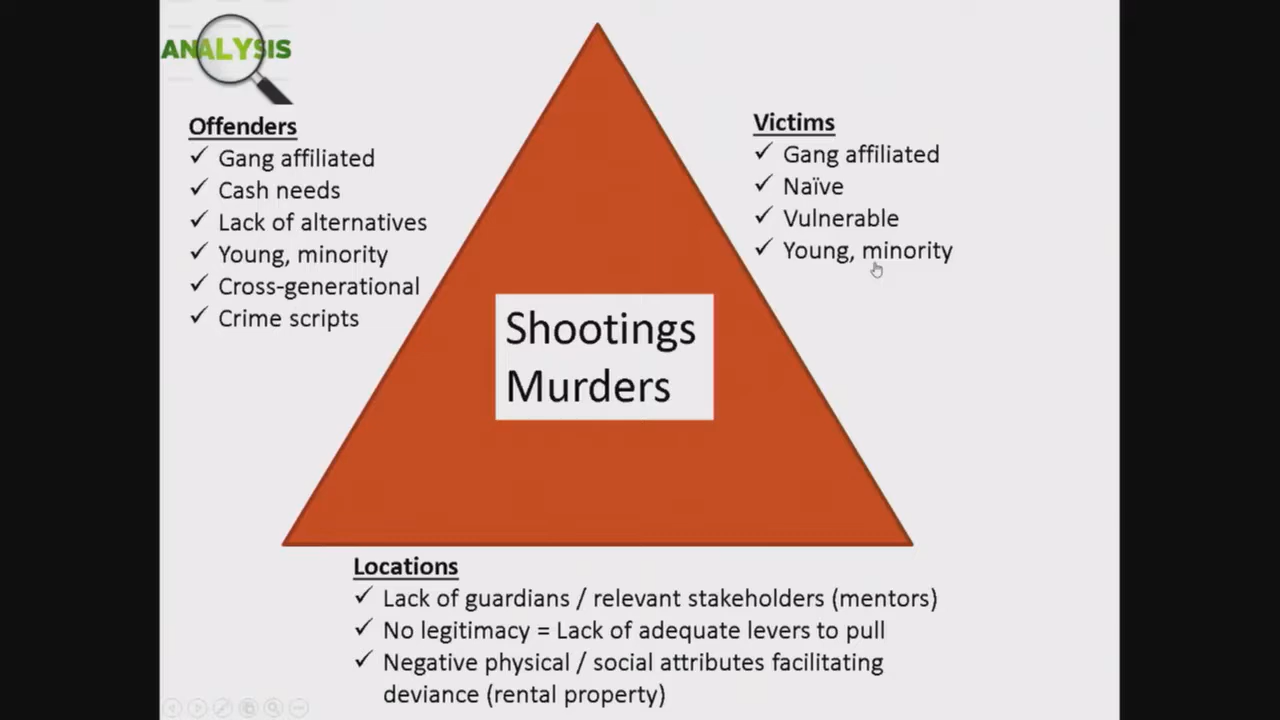 ANALYSIS
Offenders
✓ Gang affiliated
✓ Cash needs
✓ Lack of alternatives
✓ Young, minority
✓ Cross-generational
✓ Crime scripts
Victims
✓ Gang affiliated
✓ Naïve
✓ Vulnerable
✓ Young, minority
Shootings
Murders
Locations
✓ Lack of guardians / relevant stakeholders (mentors)
✓ No legitimacy = Lack of adequate levers to pull
✓ Negative physical / social attributes facilitating
deviance (rental property)